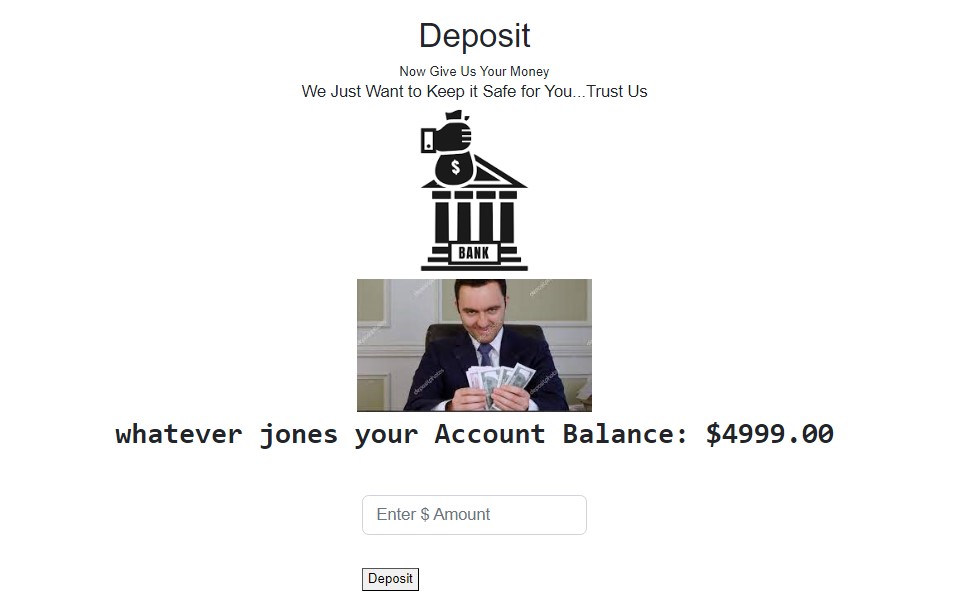 Deposit
Now Give Us Your Money
We Just Want to Keep it Safe for You...Trust Us
$
BANK
depositphotos
whatever jones your Account Balance: $4999.00
Enter $ Amount
Deposit